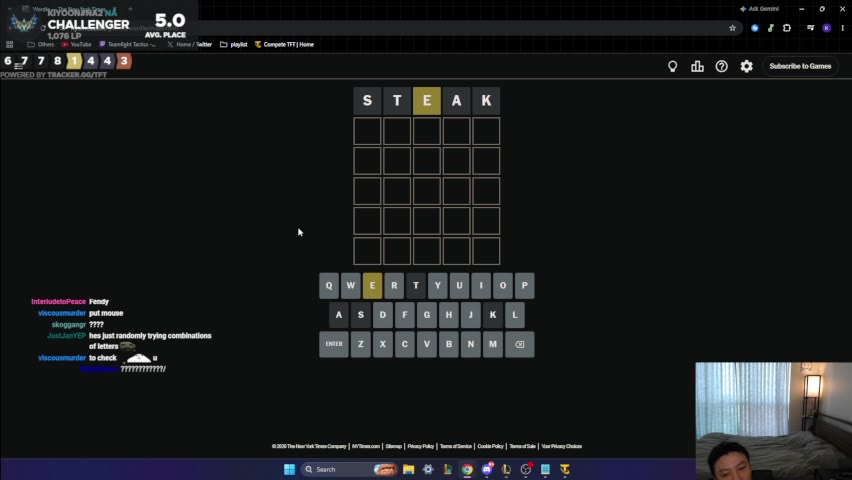 KIYOON#NA2 NA
CHALLENGER
1,076 LP
5.0
AVG. PLACE
Ask Gemini
Others
YouTube
Teamfight Tactics -...
Home / Twitter
playlist
Compete TFT | Home
6 7 7 8 1 4 4 3
POWERED BY TRACKER.GG/TFT
Subscribe to Games
S T E A K
Q W E R T Y U I O P
A S D F G H J K L
ENTER Z X C V B N M
InterludetoPeace Fendy
viscousmurder put mouse
skoggangr ????
JustJanYEP hes just randomly trying combinations
of letters
viscousmurder to check u
????????????/
© 2026 The New York Times Company | NYTimes.com | Sitemap | Privacy Policy | Terms of Service | Cookie Policy | Terms of Sale | Your Privacy Choices
Search